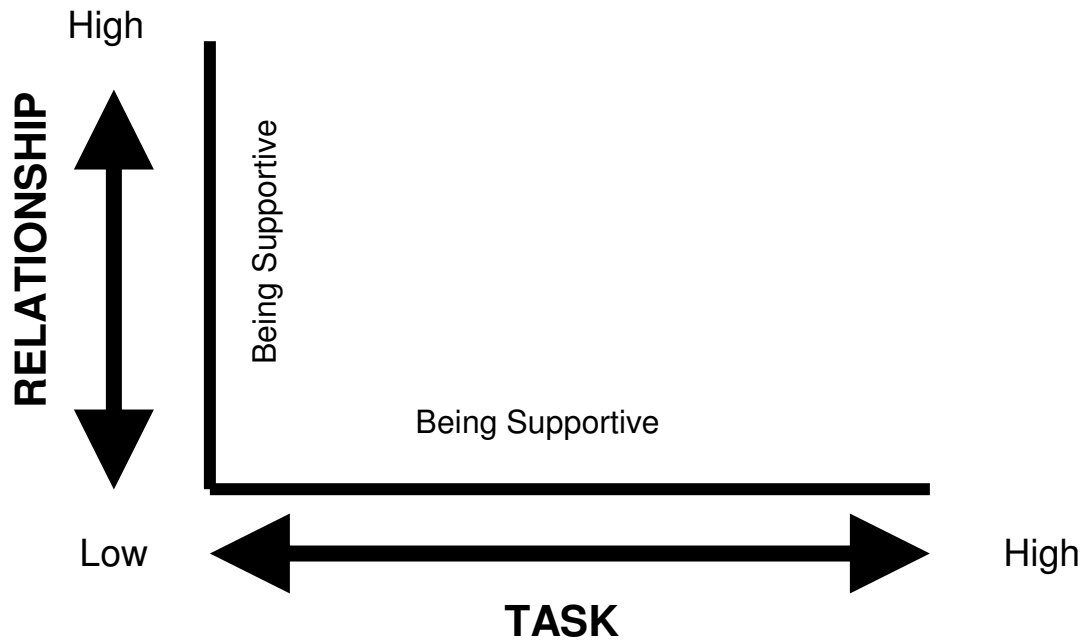 High
RELATIONSHIP
Being Supportive
Being Supportive
Low
High
TASK